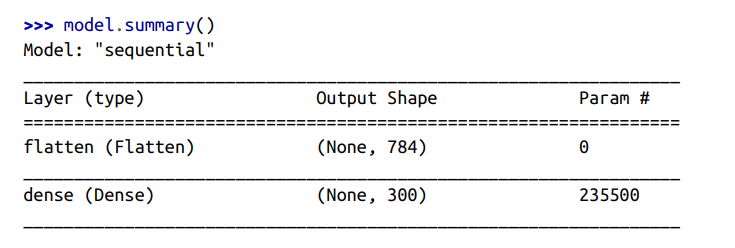 >>> model.summary()
Model: "sequential"
_________________________________________________________________
Layer (type)                 Output Shape              Param #
=================================================================
flatten (Flatten)            (None, 784)               0
_________________________________________________________________
dense (Dense)                (None, 300)               235500
_________________________________________________________________